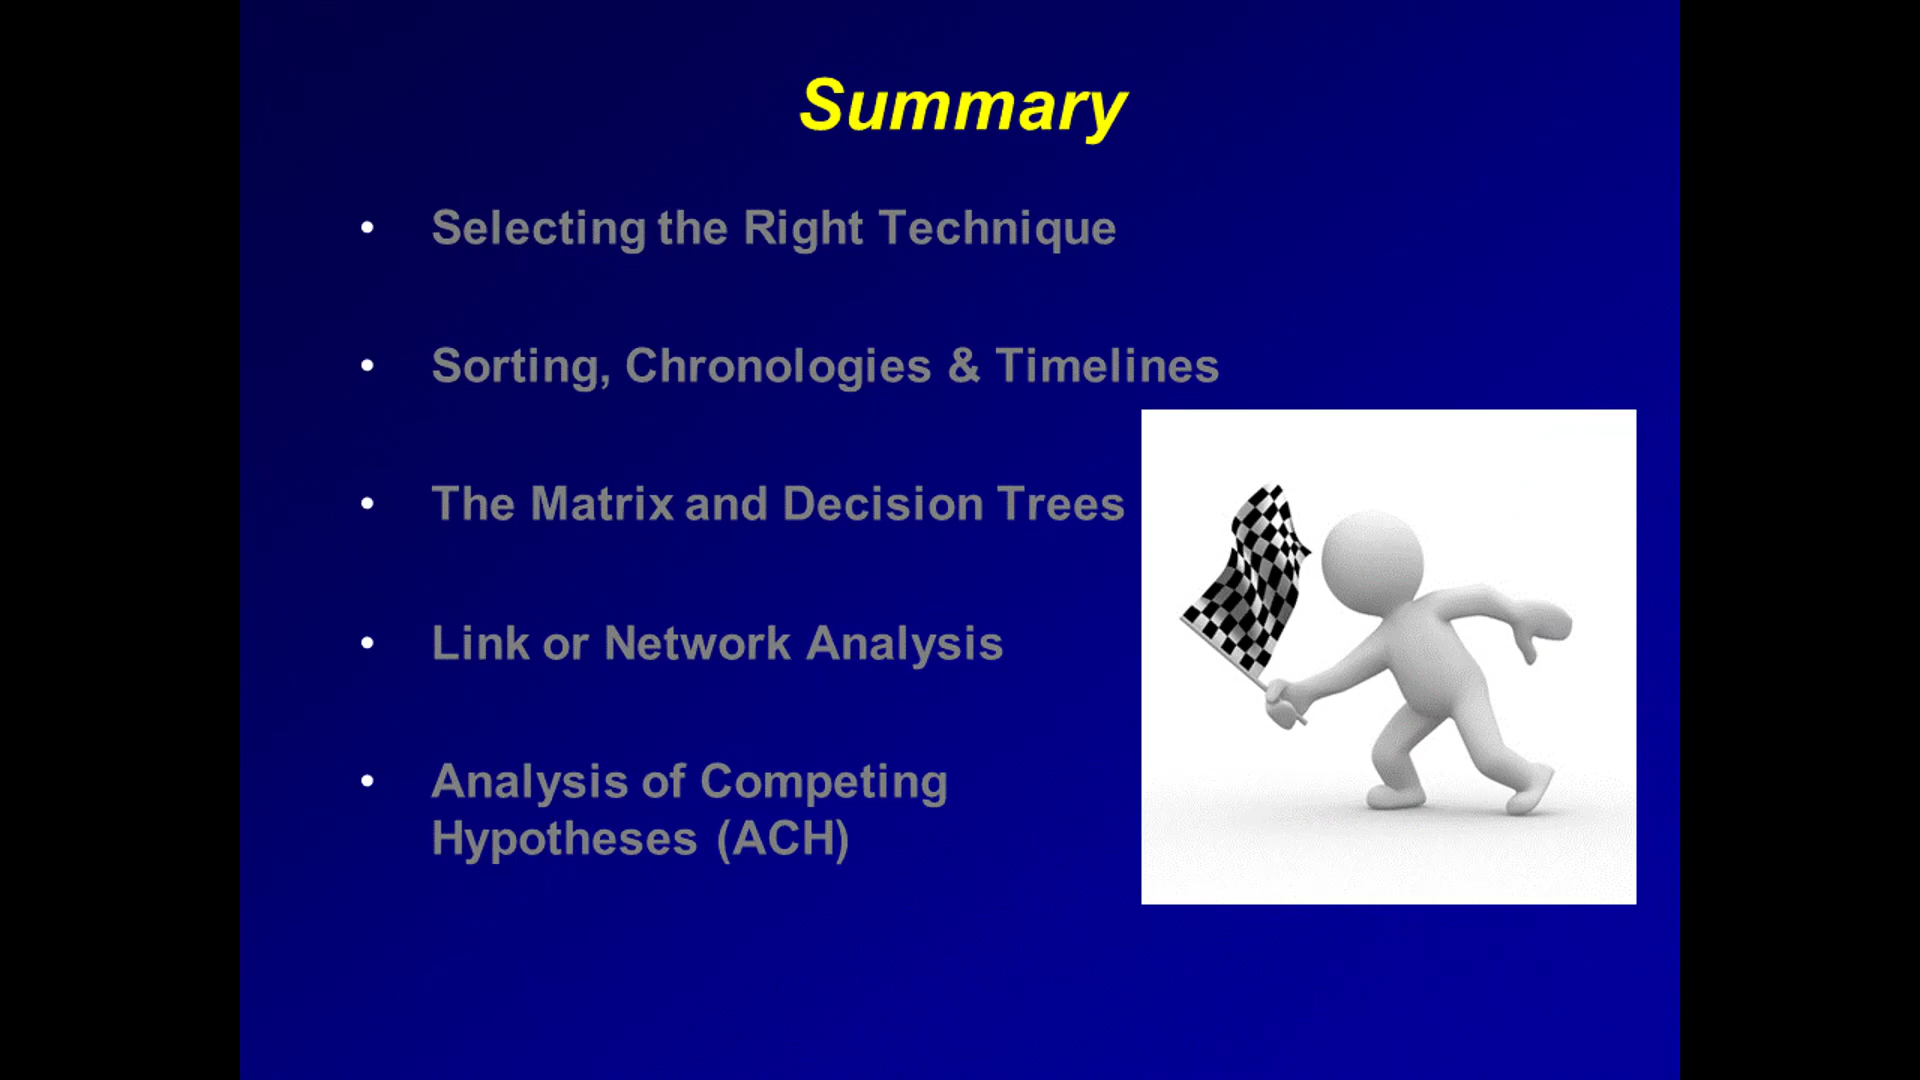 Summary
• Selecting the Right Technique
• Sorting, Chronologies & Timelines
• The Matrix and Decision Trees
• Link or Network Analysis
• Analysis of Competing
Hypotheses (ACH)